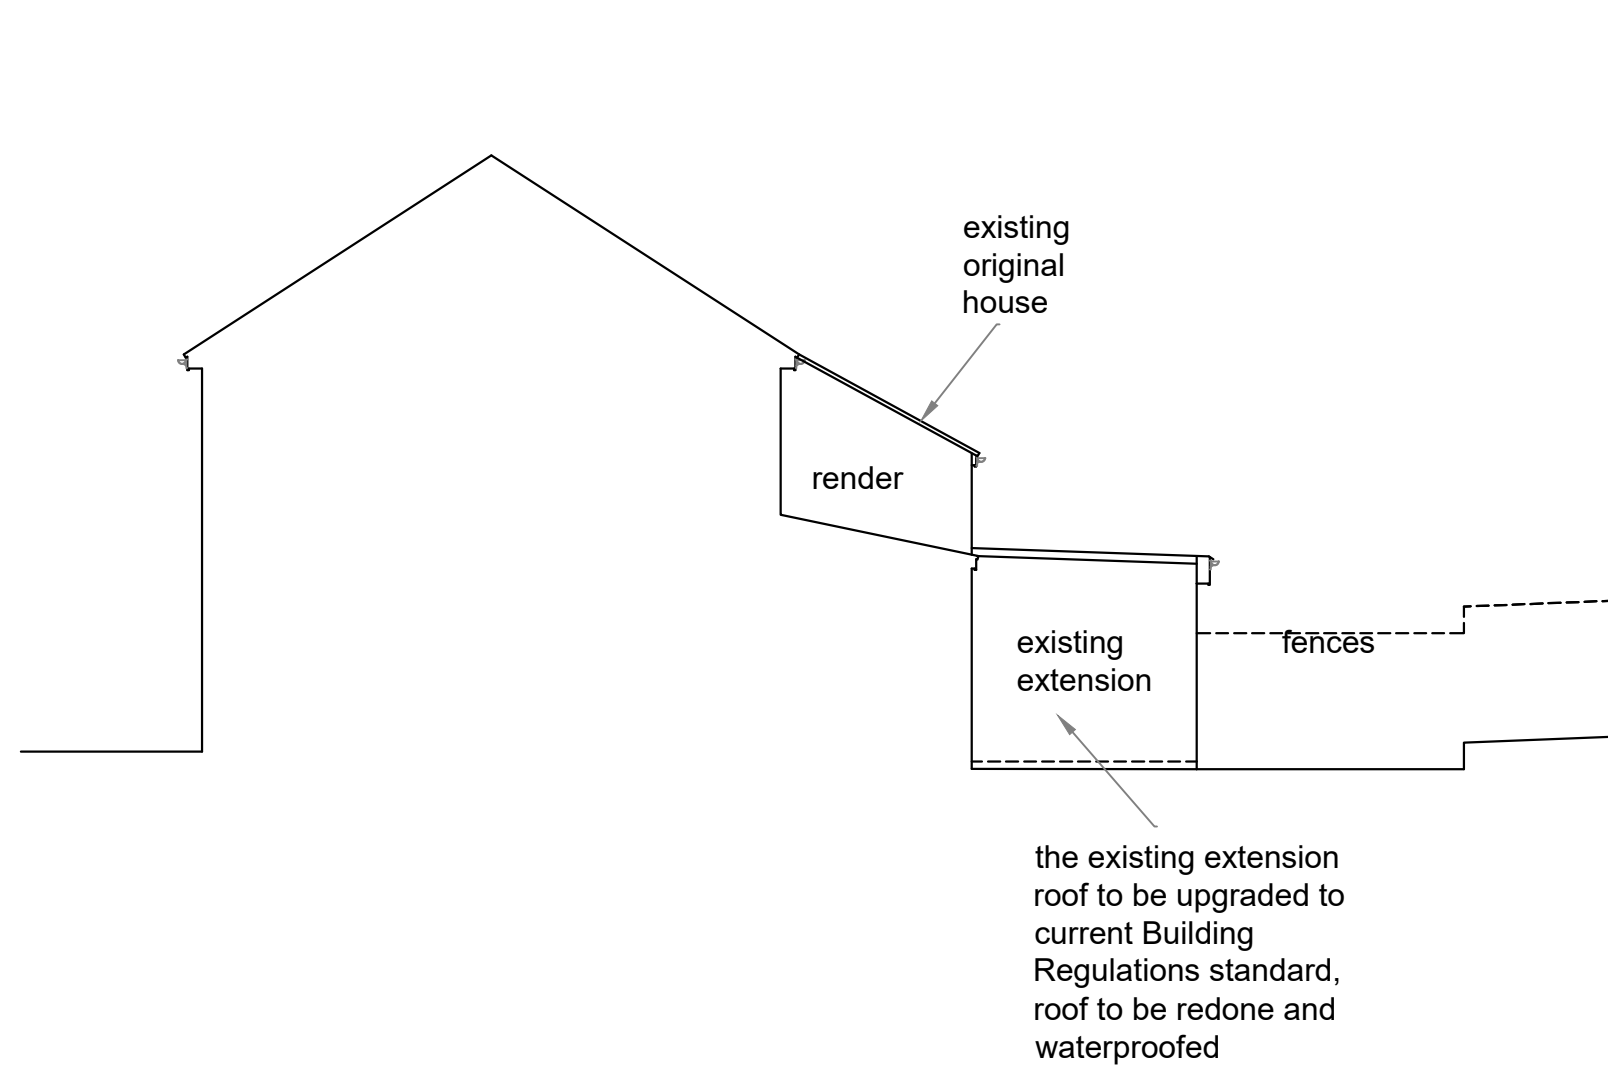 existing
original
house
render
existing
extension
fences
the existing extension
roof to be upgraded to
current Building
Regulations standard,
roof to be redone and
waterproofed